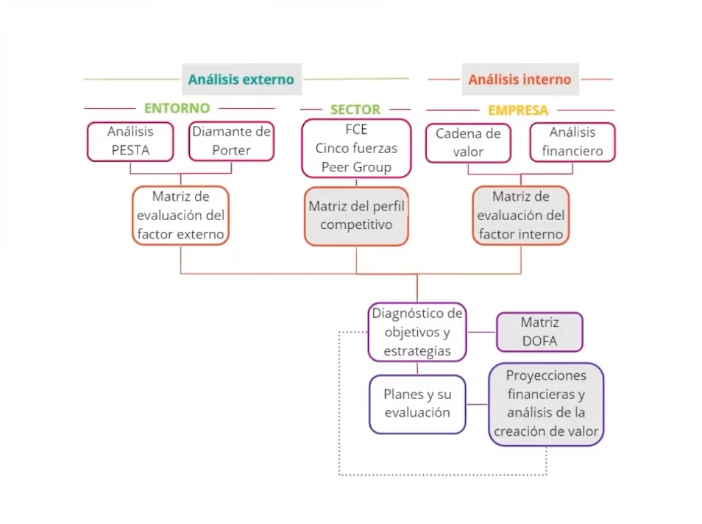 Análisis externo
Análisis interno
ENTORNO
SECTOR
EMPRESA
Análisis
PESTA
Diamante de
Porter
FCE
Cinco fuerzas
Peer Group
Cadena de
valor
Análisis
financiero
Matriz de
evaluación del
factor externo
Matriz del perfil
competitivo
Matriz de
evaluación del
factor interno
Diagnóstico de
objetivos y
estrategias
Matriz
DOFA
Planes y su
evaluación
Proyecciones
financieras y
análisis de la
creación de valor